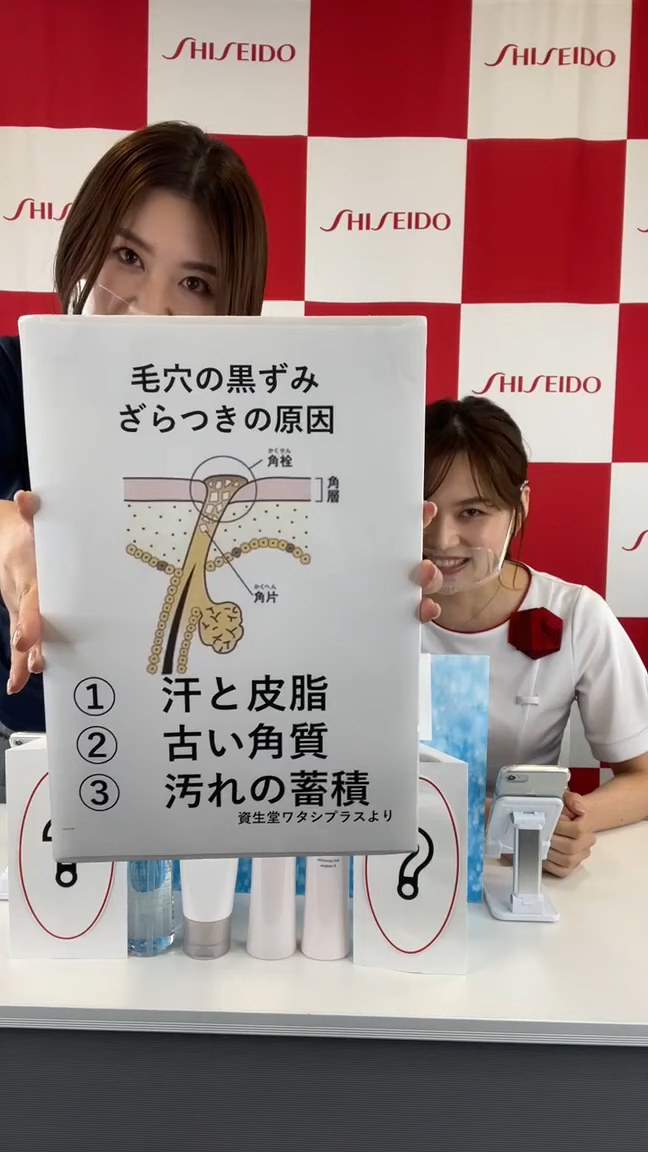 SHISEIDO
SHISEIDO
SHIS
SHISEIDO
SHISEIDO
毛穴の黒ずみ
ざらつきの原因
かくせん
角栓
角層
かくへん
角片
① 汗と皮脂
② 古い角質
③ 汚れの蓄積
資生堂ワタシプラスより
?
?